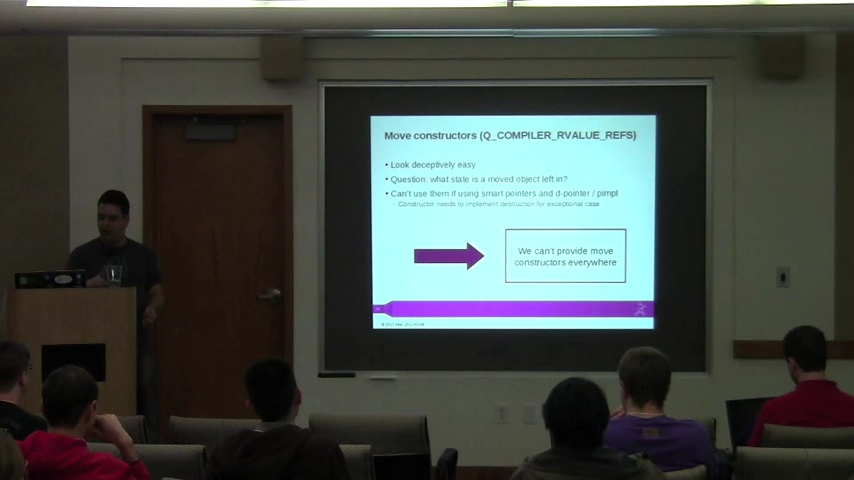 Move constructors (Q_COMPILER_RVALUE_REFS)
• Look deceptively easy
• Question: what state is a moved object left in?
• Can't use them if using smart pointers and d-pointer / pimpl
- Constructor needs to implement destruction for exceptional case
We can't provide move
constructors everywhere